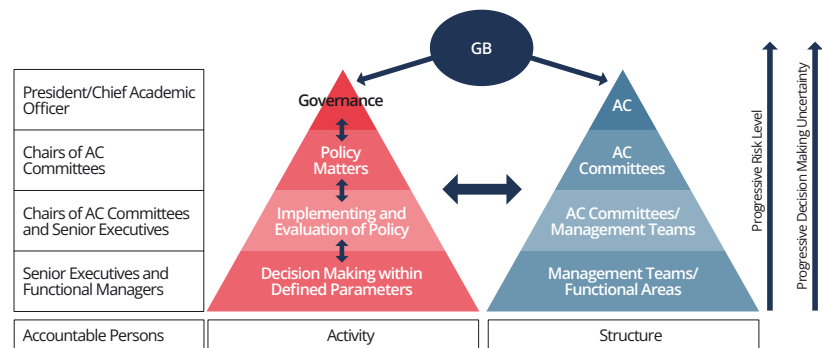 GB
President/Chief Academic
Officer
Governance
AC
Chairs of AC
Committees
Policy
Matters
AC
Committees
Chairs of AC Committees
and Senior Executives
Implementing and
Evaluation of Policy
AC Committees/
Management Teams
Senior Executives and
Functional Managers
Decision Making within
Defined Parameters
Management Teams/
Functional Areas
Accountable Persons
Activity
Structure
Progressive Risk Level
Progressive Decision Making Uncertainty